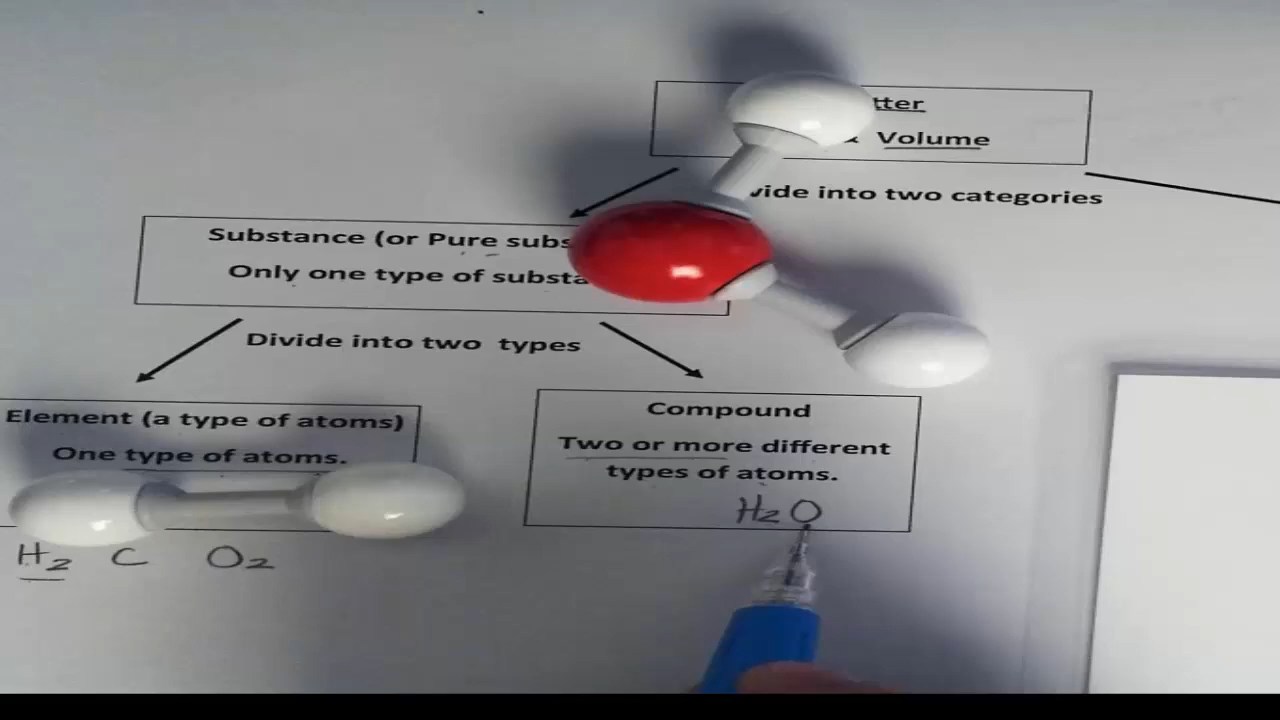 tter
Volume
vide into two categories
Substance (or Pure subs
Only one type of substa
Divide into two types
Element (a type of atoms)
One type of atoms.
H2 C O2
Compound
Two or more different
types of atoms.
H2O